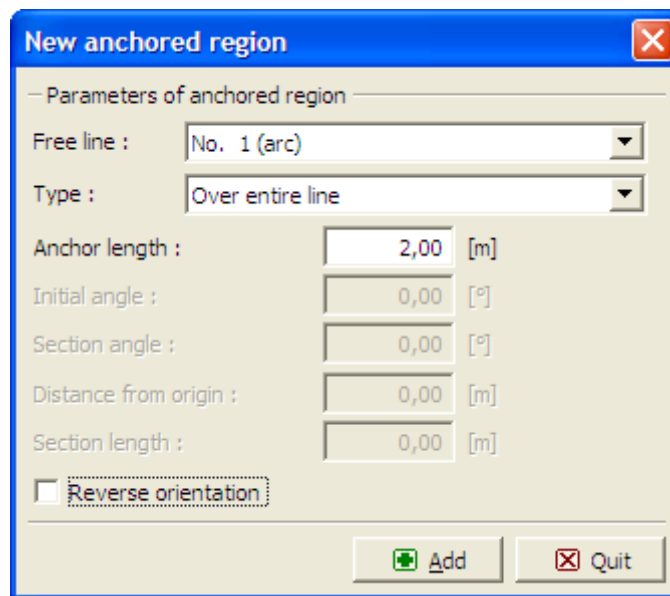 New anchored region
Parameters of anchored region
Free line : No. 1 (arc)
Type : Over entire line
Anchor length : 2,00 [m]
Initial angle : 0,00 [°]
Section angle : 0,00 [°]
Distance from origin : 0,00 [m]
Section length : 0,00 [m]
Reverse orientation
Add Quit